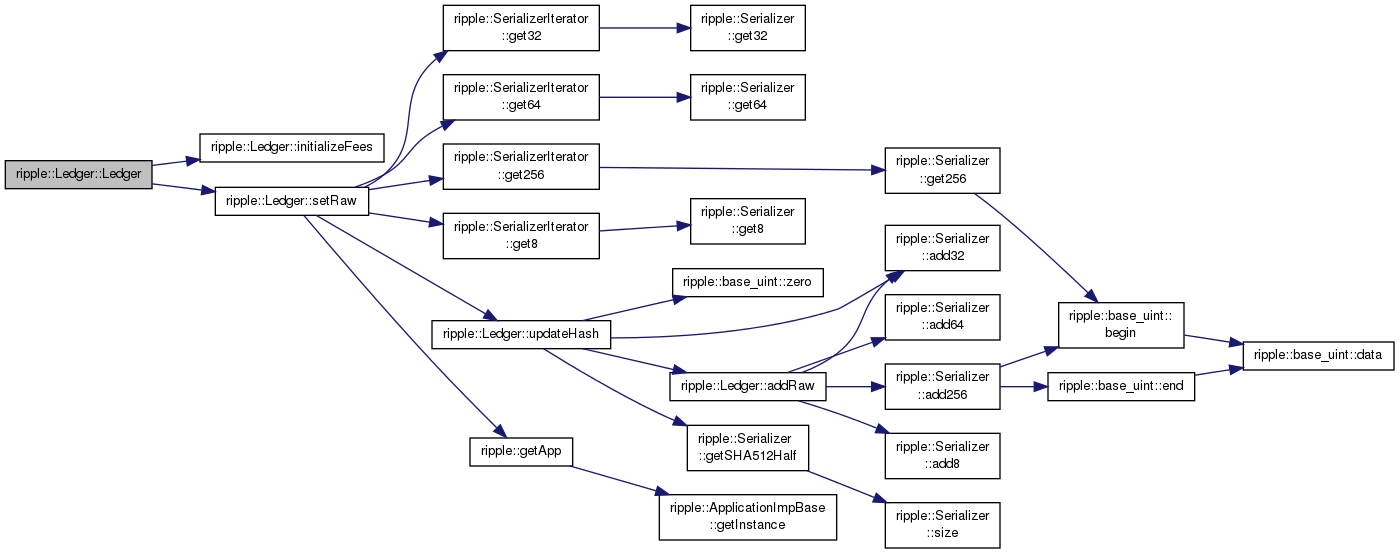 ripple::Ledger::Ledger
ripple::Ledger::initializeFees
ripple::Ledger::setRaw
ripple::SerializerIterator
::get32
ripple::SerializerIterator
::get64
ripple::SerializerIterator
::get256
ripple::SerializerIterator
::get8
ripple::Ledger::updateHash
ripple::getApp
ripple::Serializer
::get32
ripple::Serializer
::get64
ripple::Serializer
::get8
ripple::base_uint::zero
ripple::Ledger::addRaw
ripple::Serializer
::getSHA512Half
ripple::ApplicationImpBase
::getInstance
ripple::Serializer
::get256
ripple::Serializer
::add32
ripple::Serializer
::add64
ripple::Serializer
::add256
ripple::Serializer
::add8
ripple::Serializer
::size
ripple::base_uint::
begin
ripple::base_uint::end
ripple::base_uint::data